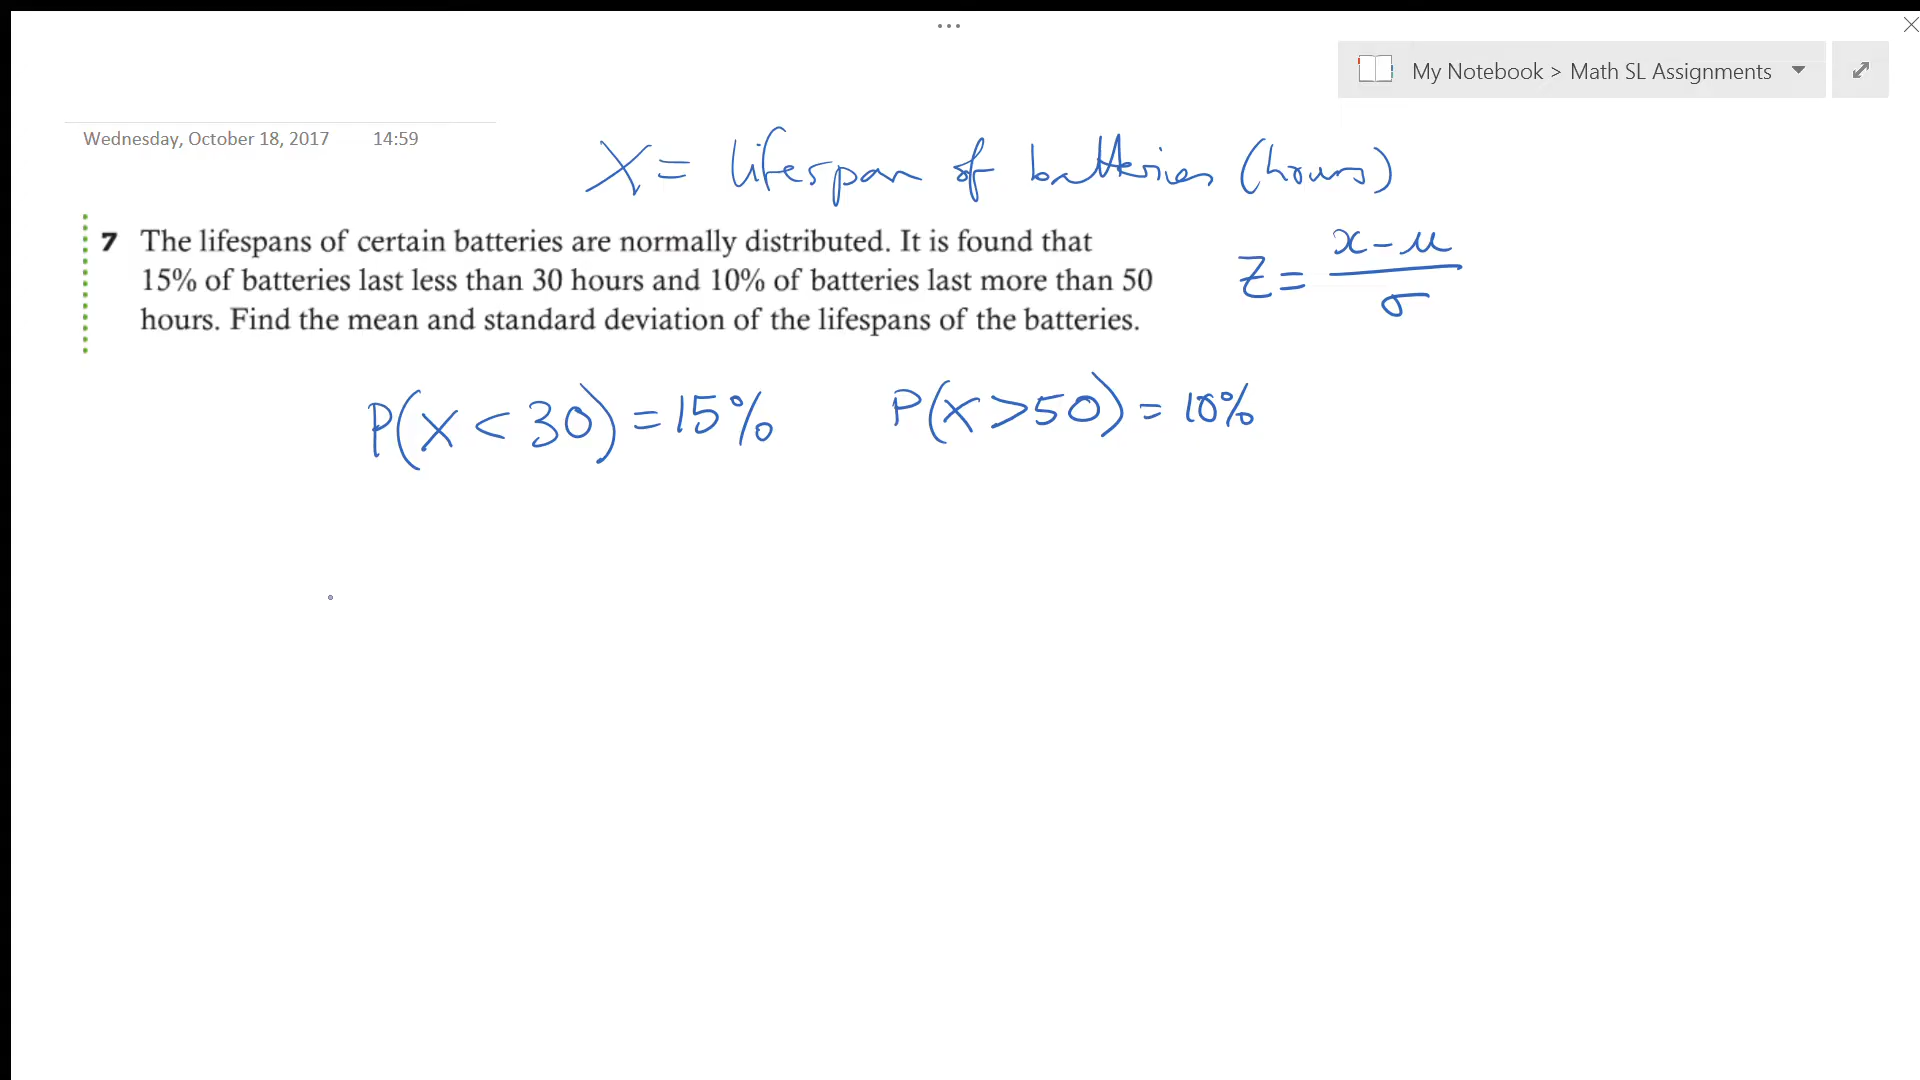 ...
My Notebook > Math SL Assignments
Wednesday, October 18, 2017 14:59
X = lifespan of batteries (hours)
7 The lifespans of certain batteries are normally distributed. It is found that
15% of batteries last less than 30 hours and 10% of batteries last more than 50
hours. Find the mean and standard deviation of the lifespans of the batteries.
z = (x - μ) / σ
P(X < 30) = 15% P(X > 50) = 10%